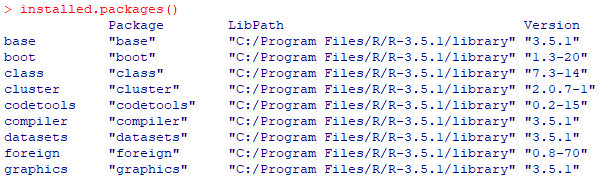 > installed.packages()
Package LibPath Version
base "base" "C:/Program Files/R/R-3.5.1/library" "3.5.1"
boot "boot" "C:/Program Files/R/R-3.5.1/library" "1.3-20"
class "class" "C:/Program Files/R/R-3.5.1/library" "7.3-14"
cluster "cluster" "C:/Program Files/R/R-3.5.1/library" "2.0.7-1"
codetools "codetools" "C:/Program Files/R/R-3.5.1/library" "0.2-15"
compiler "compiler" "C:/Program Files/R/R-3.5.1/library" "3.5.1"
datasets "datasets" "C:/Program Files/R/R-3.5.1/library" "3.5.1"
foreign "foreign" "C:/Program Files/R/R-3.5.1/library" "0.8-70"
graphics "graphics" "C:/Program Files/R/R-3.5.1/library" "3.5.1"